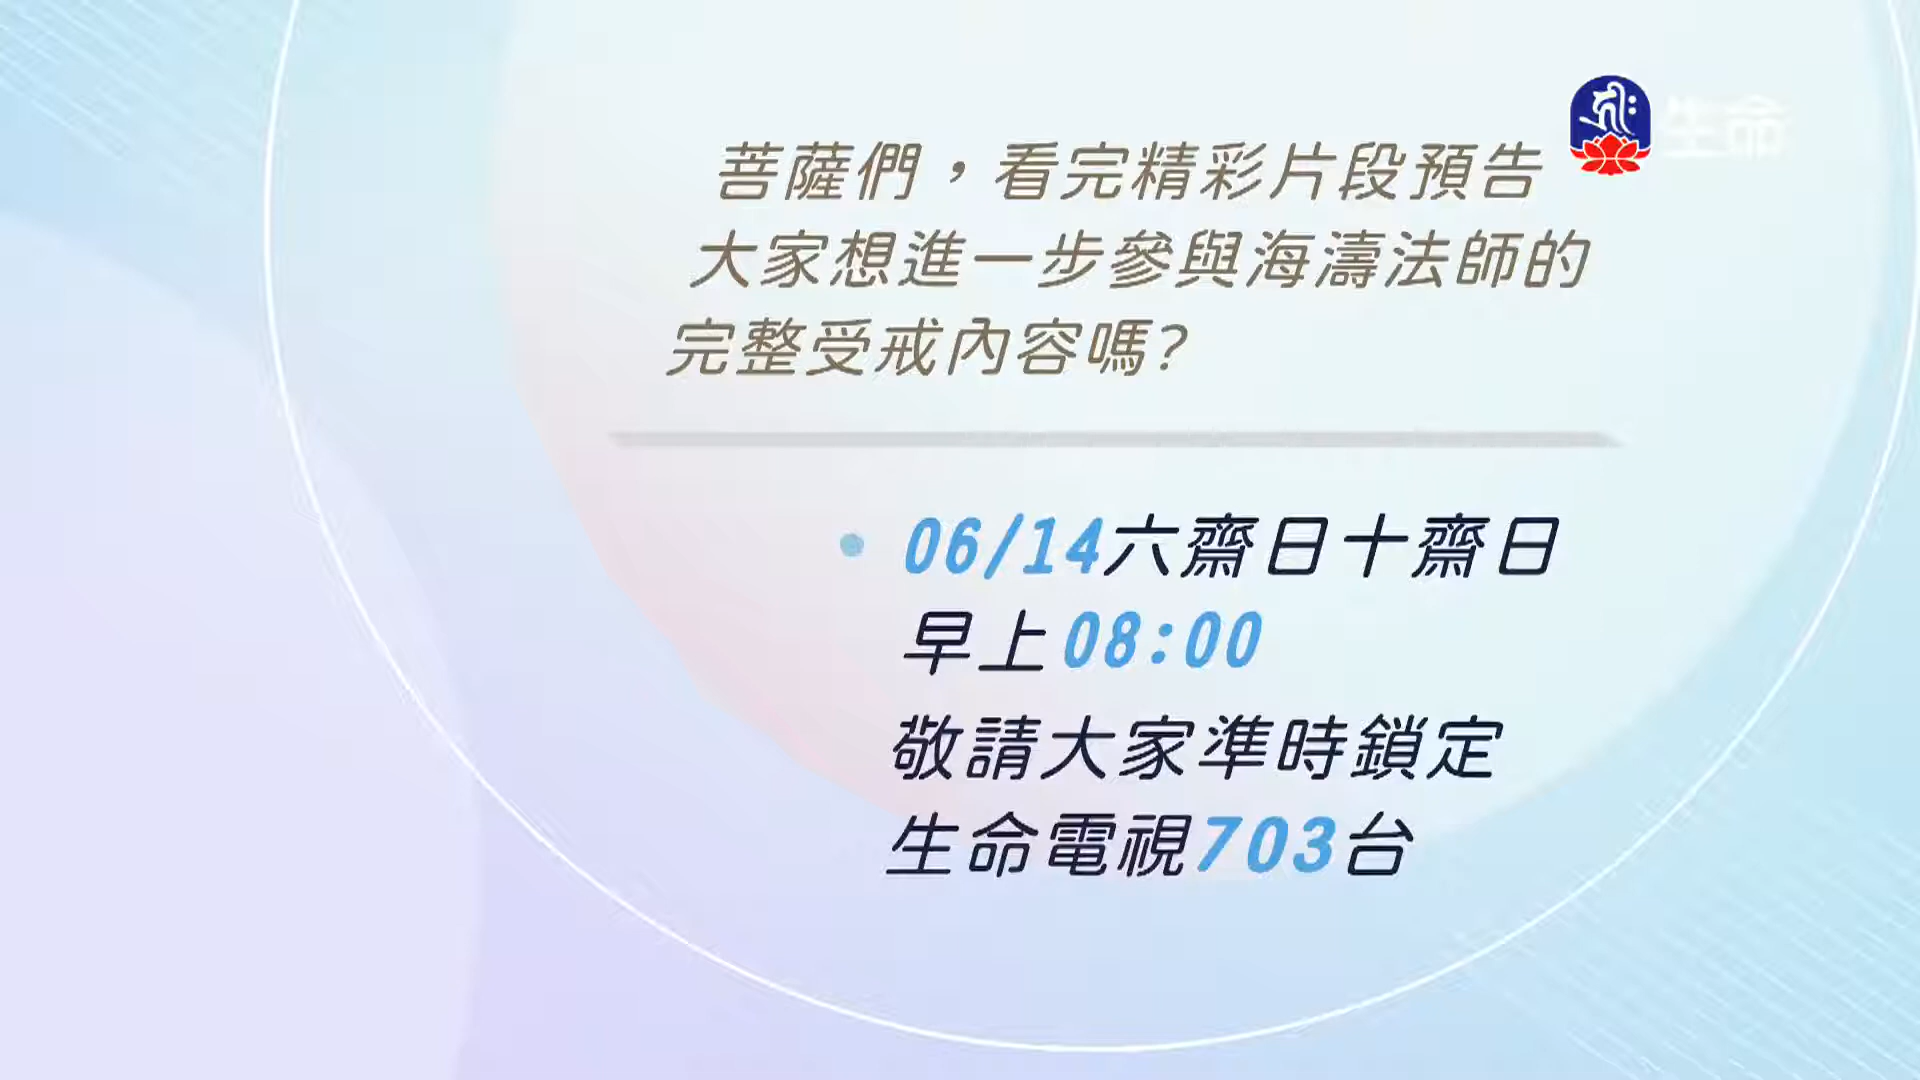 生命
菩薩們，看完精彩片段預告
大家想進一步參與海濤法師的
完整受戒內容嗎?
06/14六齋日十齋日
早上08:00
敬請大家準時鎖定
生命電視703台